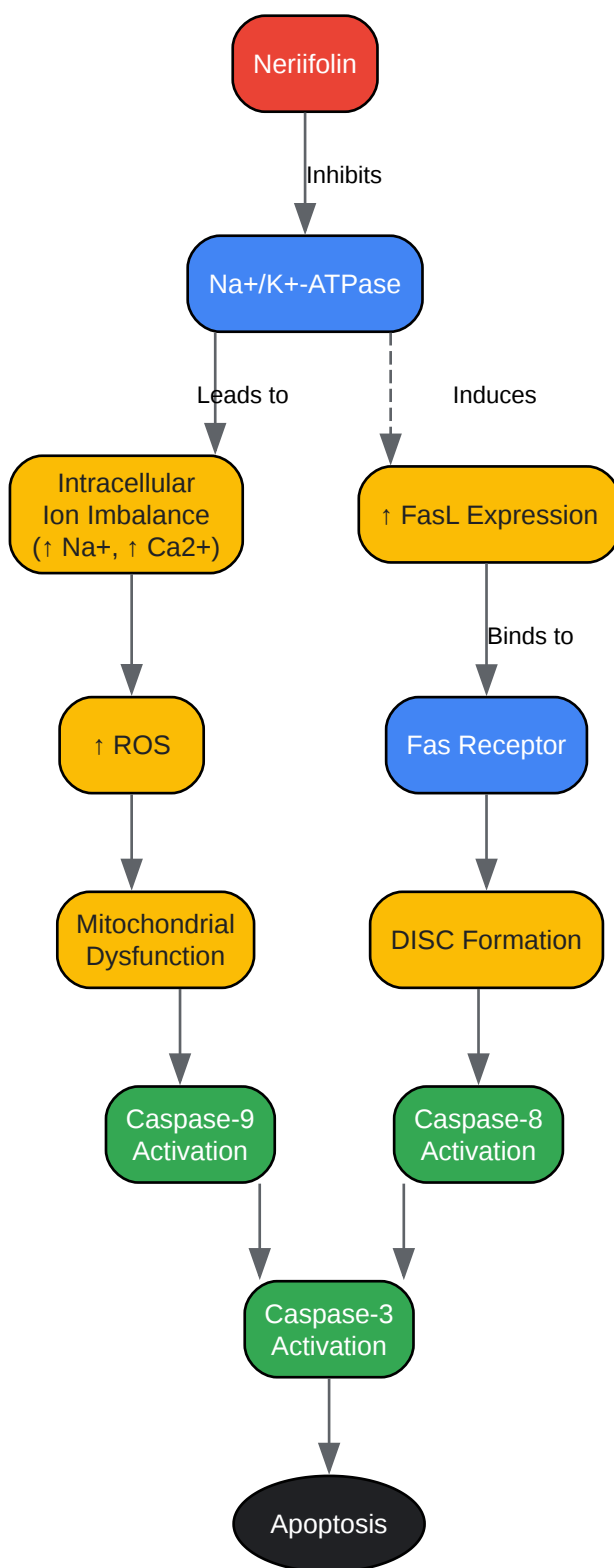 Neriifolin
Inhibits
Na+/K+-ATPase
Leads to
Induces
Intracellular
Ion Imbalance
(↑ Na+, ↑ Ca2+)
↑ FasL Expression
Binds to
↑ ROS
Fas Receptor
Mitochondrial
Dysfunction
DISC Formation
Caspase-9
Activation
Caspase-8
Activation
Caspase-3
Activation
Apoptosis